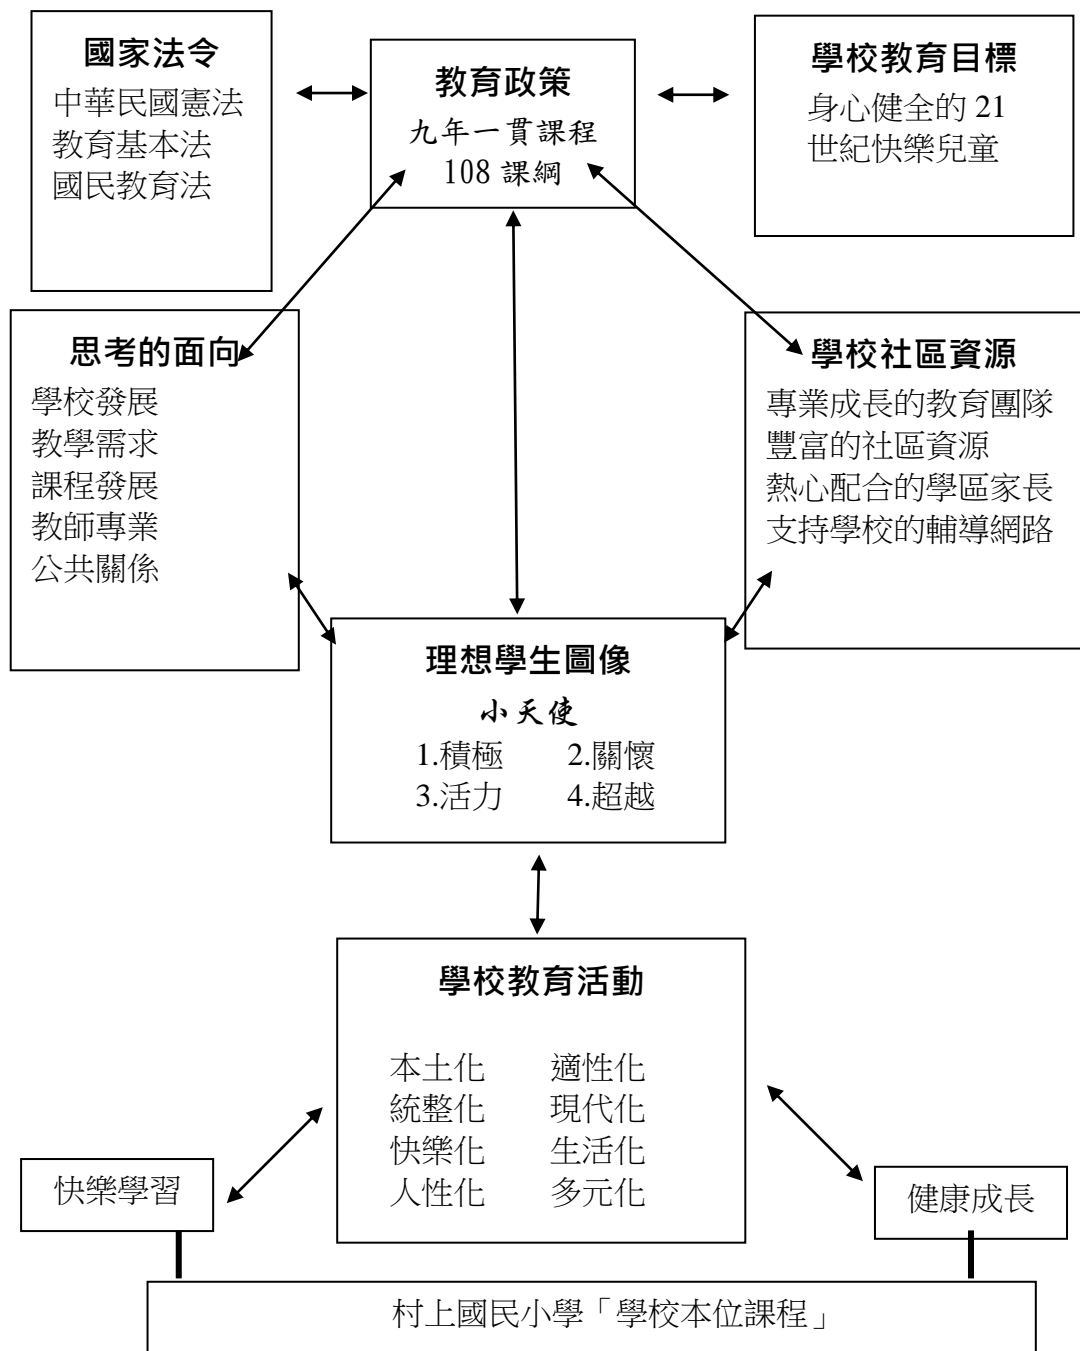 國家法令
中華民國憲法
教育基本法
國民教育法
教育政策
九年一貫課程
108 課綱
學校教育目標
身心健全的 21
世紀快樂兒童
思考的面向
學校發展
教學需求
課程發展
教師專業
公共關係
學校社區資源
專業成長的教育團隊
豐富的社區資源
熱心配合的學區家長
支持學校的輔導網路
理想學生圖像
小天使
1.積極 2.關懷
3.活力 4.超越
學校教育活動
本土化 適性化
統整化 現代化
快樂化 生活化
人性化 多元化
快樂學習
健康成長
村上國民小學「學校本位課程」